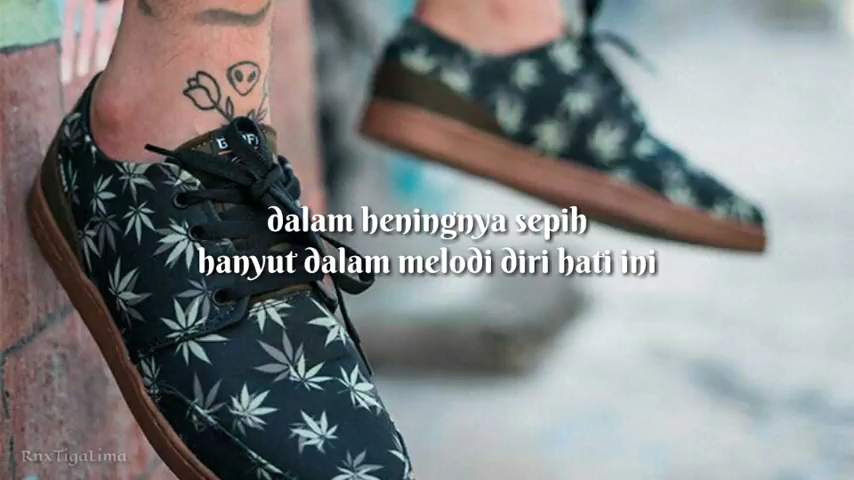 dalam heningnya sepih
hanyut dalam melodi diri hati ini
RnxTigaLima